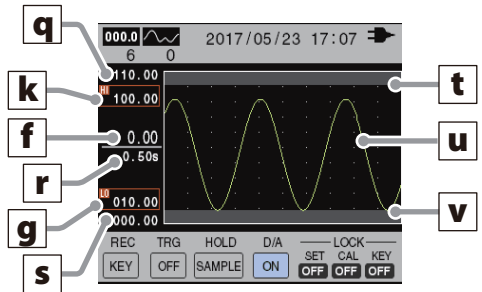 q
k
f
r
g
s
t
u
v
000.0
2017/05/23 17:07
6 0
110.00
HI
100.00
0.00
0.50s
LO
010.00
000.00
REC TRG HOLD D/A LOCK
SET CAL KEY
KEY OFF SAMPLE ON OFF OFF OFF